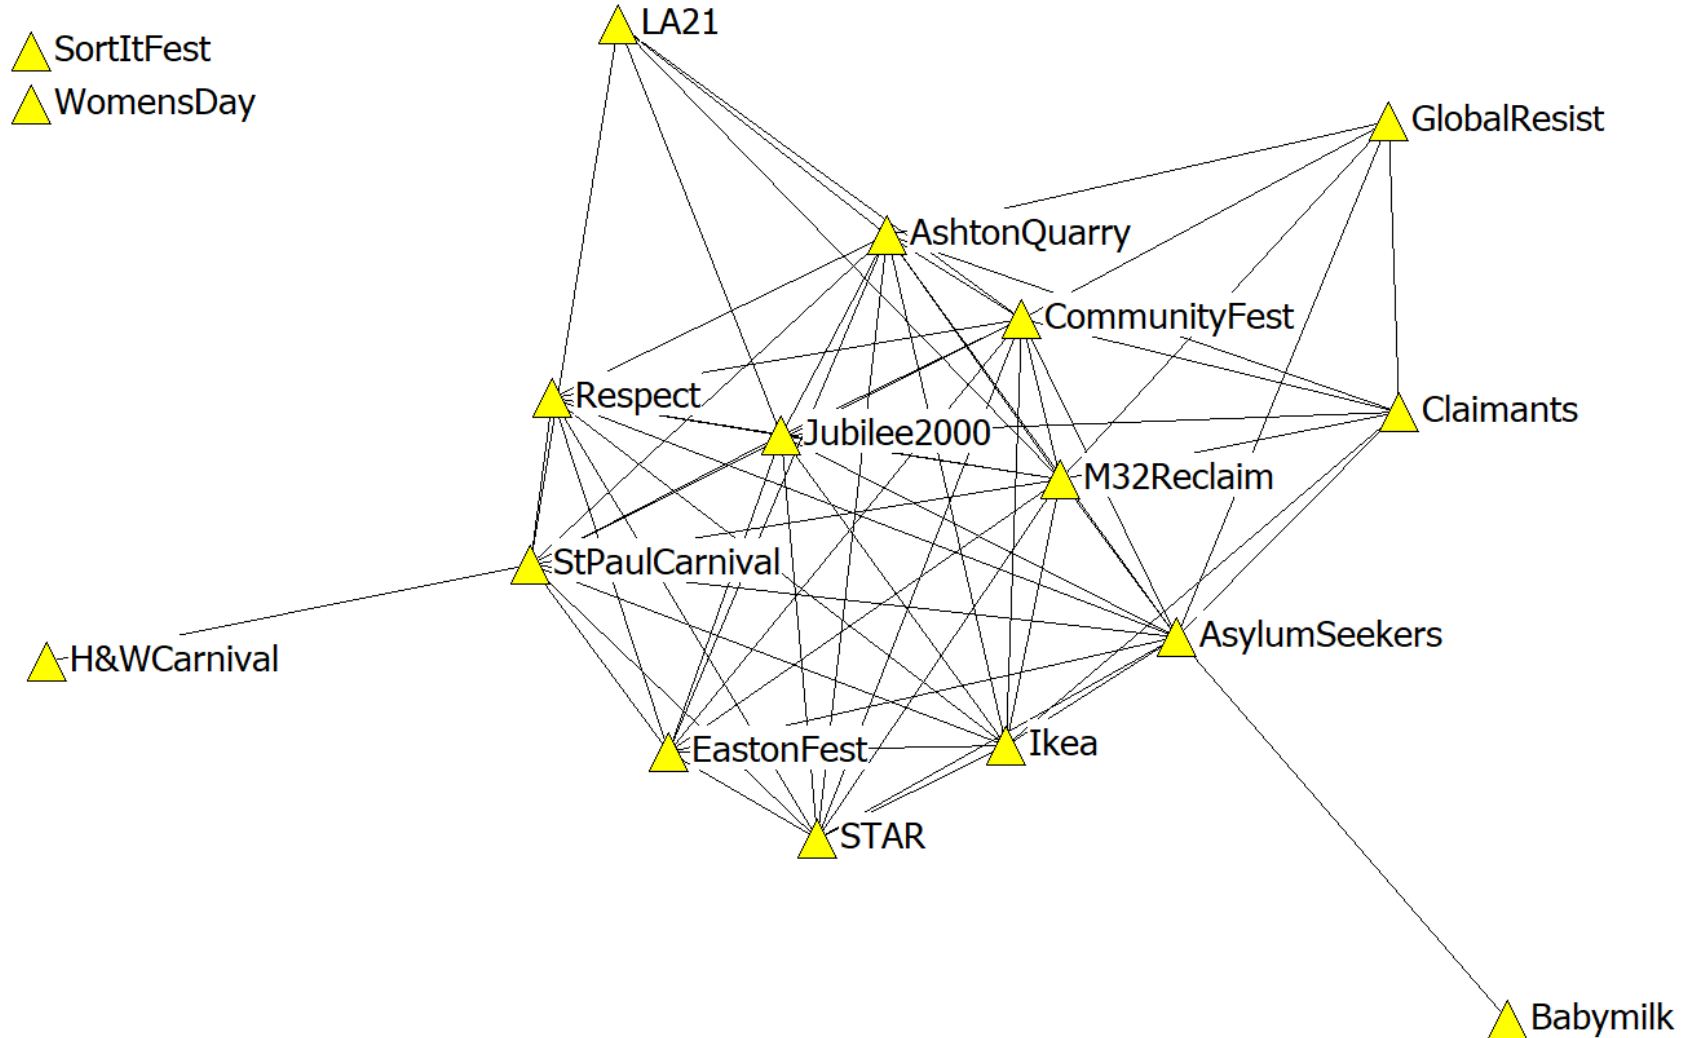 LA21
SortItFest
WomensDay
GlobalResist
AshtonQuarry
CommunityFest
Respect
Claimants
Jubilee2000
M32Reclaim
StPaulCarnival
AsylumSeekers
H&WCarnival
EastonFest
Ikea
STAR
Babymilk